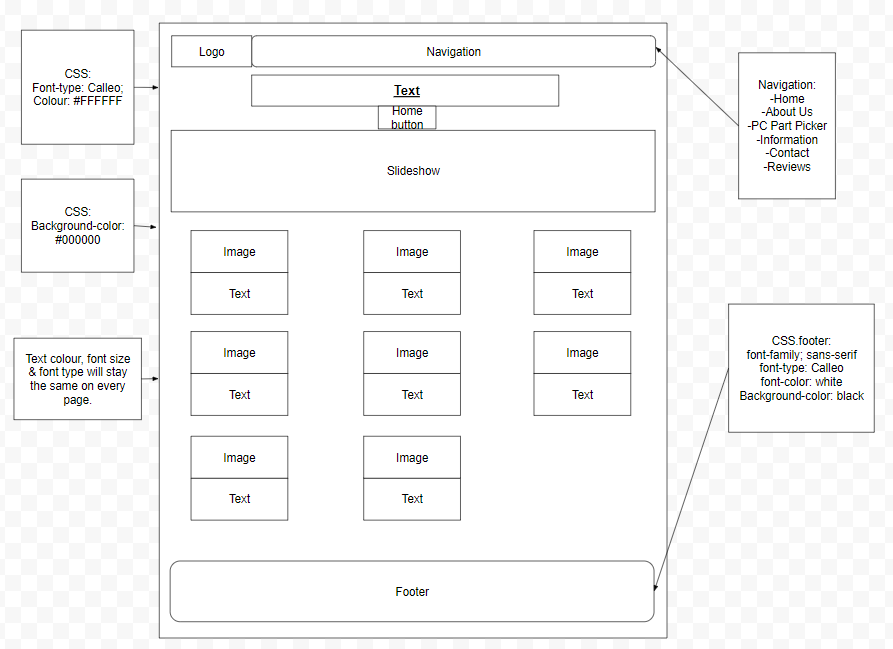 CSS:
Font-type: Calleo;
Colour: #FFFFFF
Logo
Navigation
Text
Home
button
Slideshow
Navigation:
-Home
-About Us
-PC Part Picker
-Information
-Contact
-Reviews
CSS:
Background-color:
#000000
Image
Text
Image
Text
Image
Text
Text colour, font size
& font type will stay
the same on every
page.
Image
Text
Image
Text
Image
Text
CSS.footer:
font-family; sans-serif
font-type: Calleo
font-color: white
Background-color: black
Image
Text
Image
Text
Footer